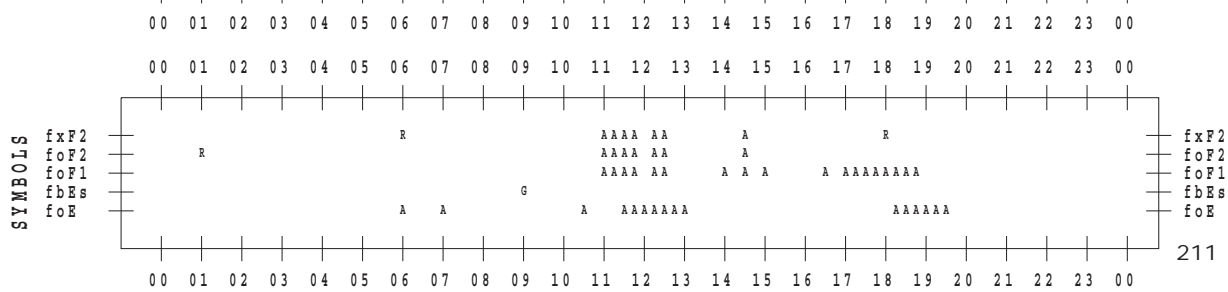 00 01 02 03 04 05 06 07 08 09 10 11 12 13 14 15 16 17 18 19 20 21 22 23 00
00 01 02 03 04 05 06 07 08 09 10 11 12 13 14 15 16 17 18 19 20 21 22 23 00
SYMBOLS
fxF2 R AAAA AA A R fxF2
foF2 R AAAA AA A foF2
foF1 AAAA AA A A A A AAAAAAAA foF1
fbEs G fbEs
foE A A A AAAAAAA AAAAAA foE
211
00 01 02 03 04 05 06 07 08 09 10 11 12 13 14 15 16 17 18 19 20 21 22 23 00